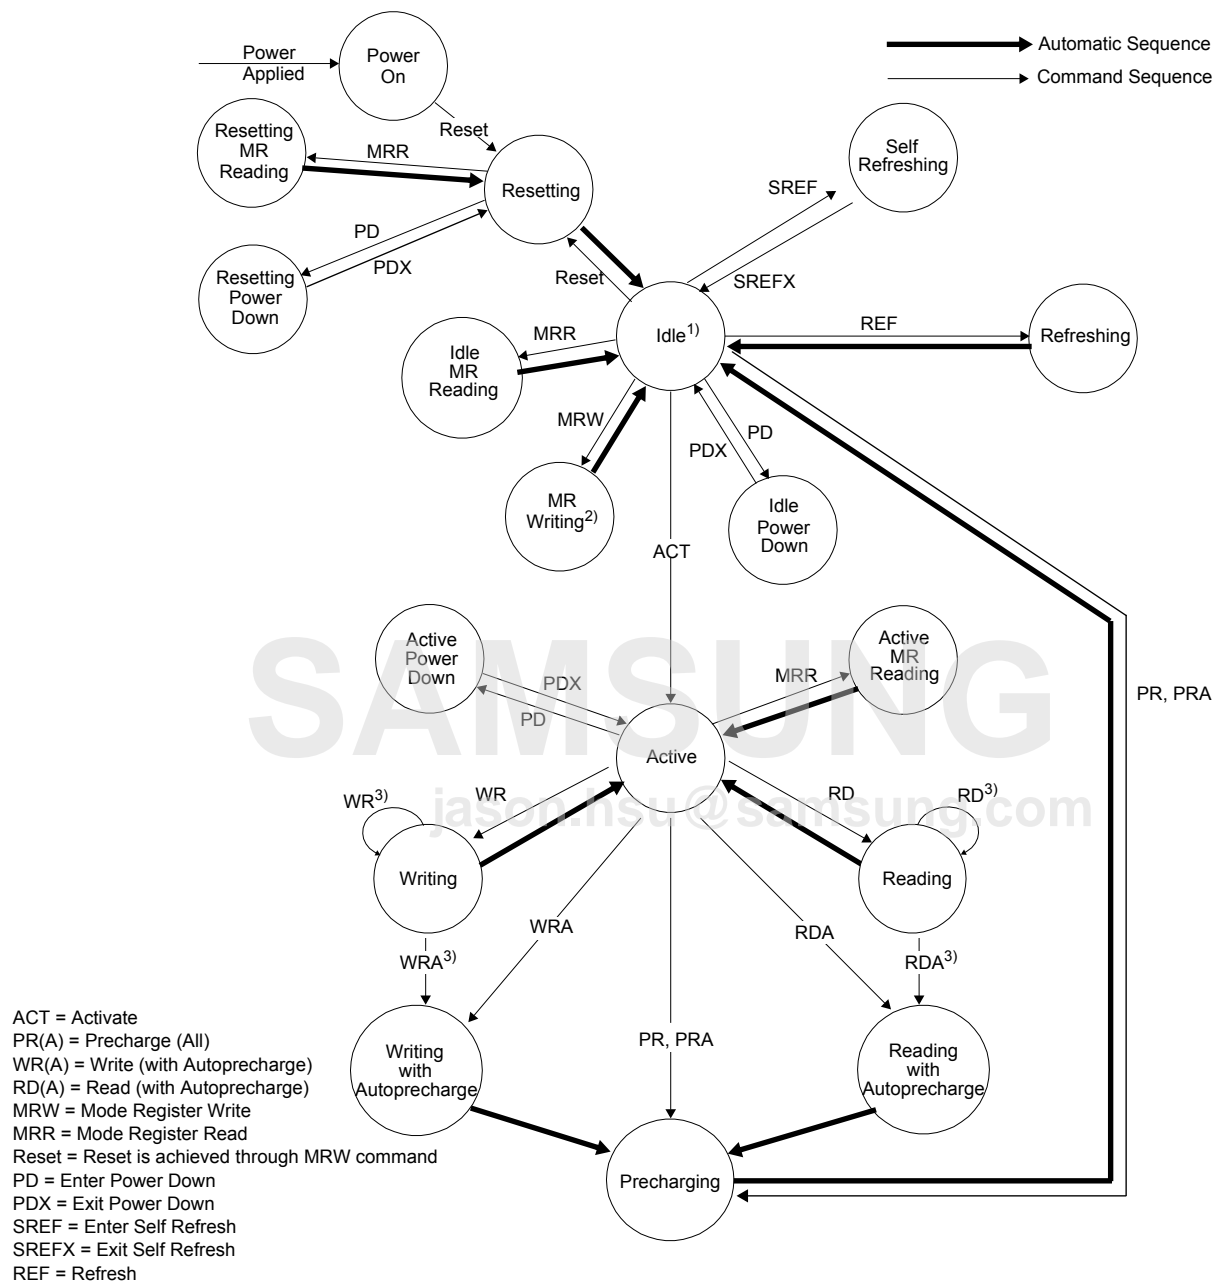 Power
Applied
Power
On
Automatic Sequence
Command Sequence
Reset
Resetting
MR
Reading
MRR
Resetting
Self
Refreshing
SREF
PD
PDX
Resetting
Power
Down
Reset
SREFX
MRR
Idle1)
REF
Refreshing
Idle
MR
Reading
MRW
PD
PDX
MR
Writing2)
Idle
Power
Down
ACT
Active
Power
Down
Active
MR
Reading
SAMSUNG
PDX
MRR
PD
PR, PRA
Active
WR3)
WR
RD
RD3)
jason.hsu@samsung.com
Writing
Reading
WRA
RDA
WRA3)
RDA3)
Writing
with
Autoprecharge
PR, PRA
Reading
with
Autoprecharge
Precharging
ACT = Activate
PR(A) = Precharge (All)
WR(A) = Write (with Autoprecharge)
RD(A) = Read (with Autoprecharge)
MRW = Mode Register Write
MRR = Mode Register Read
Reset = Reset is achieved through MRW command
PD = Enter Power Down
PDX = Exit Power Down
SREF = Enter Self Refresh
SREFX = Exit Self Refresh
REF = Refresh